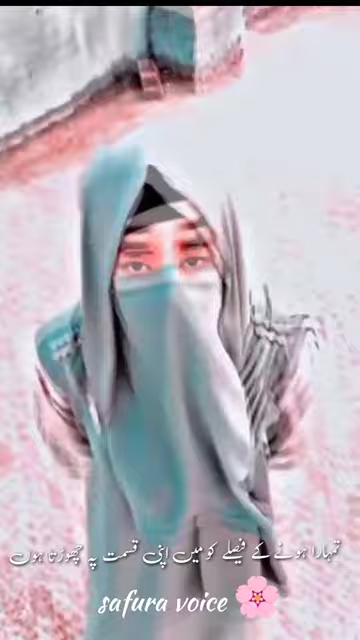 تمہارا ہونے کے فیصلے کو میں اپنی قسمت پہ چھوڑتا ہوں
safura voice